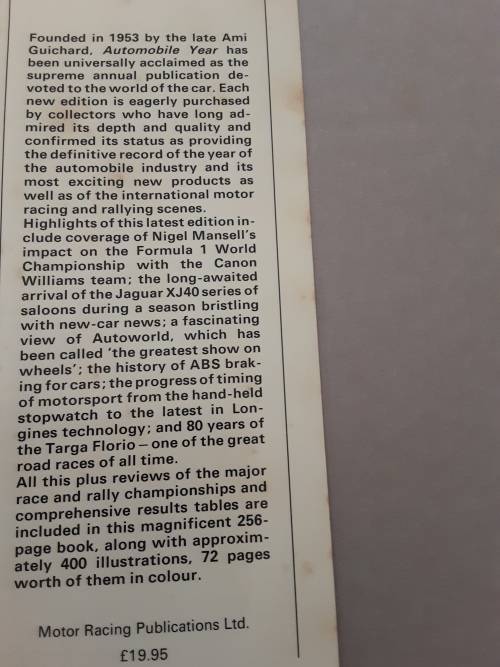 Founded in 1953 by the late Ami
Guichard, Automobile Year has
been universally acclaimed as the
supreme annual publication de-
voted to the world of the car. Each
new edition is eagerly purchased
by collectors who have long ad-
mired its depth and quality and
confirmed its status as providing
the definitive record of the year of
the automobile industry and its
most exciting new products as
well as of the international motor
racing and rallying scenes.
Highlights of this latest edition in-
clude coverage of Nigel Mansell's
impact on the Formula 1 World
Championship with the Canon
Williams team; the long-awaited
arrival of the Jaguar XJ40 series of
saloons during a season bristling
with new-car news; a fascinating
view of Autoworld, which has
been called 'the greatest show on
wheels'; the history of ABS brak-
ing for cars; the progress of timing
of motorsport from the hand-held
stopwatch to the latest in Lon-
gines technology; and 80 years of
the Targa Florio – one of the great
road races of all time.
All this plus reviews of the major
race and rally championships and
comprehensive results tables are
included in this magnificent 256-
page book, along with approxim-
ately 400 illustrations, 72 pages
worth of them in colour.
Motor Racing Publications Ltd.
£19.95